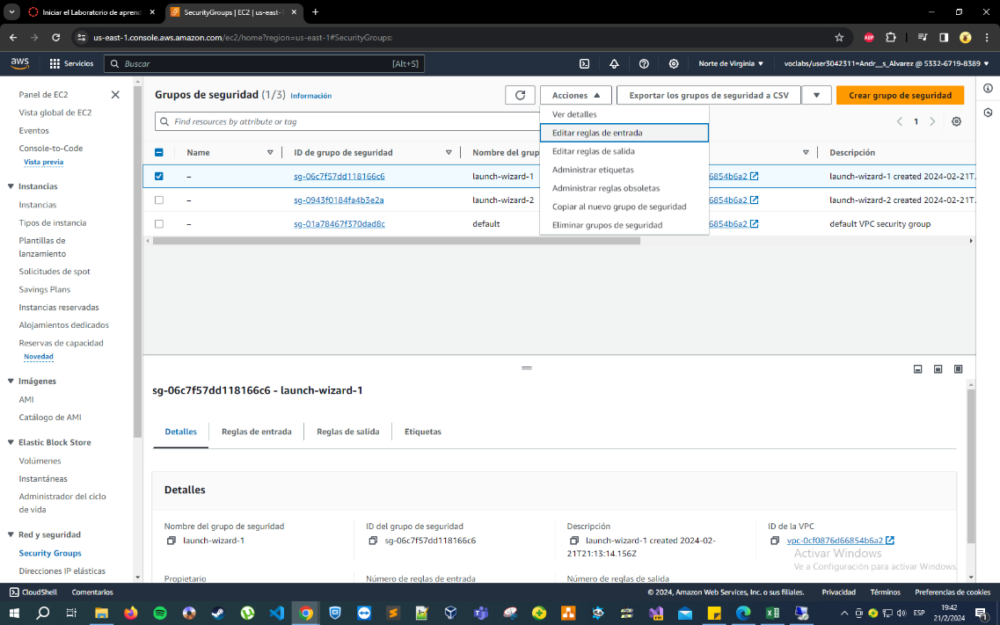 Iniciar el Laboratorio de aprend
SecurityGroups | EC2 | us-east-1
us-east-1.console.aws.amazon.com/ec2/home?region=us-east-1#SecurityGroups:
ABP
aws
Servicios
Buscar
[Alt+S]
Norte de Virginia
voclabs/user3042311=Andr__s_Alvarez @ 5332-6719-8389
Panel de EC2
Vista global de EC2
Eventos
Console-to-Code
Vista previa
Instancias
Instancias
Tipos de instancia
Plantillas de
lanzamiento
Solicitudes de spot
Savings Plans
Instancias reservadas
Alojamientos dedicados
Reservas de capacidad
Novedad
Imágenes
AMI
Catálogo de AMI
Elastic Block Store
Volúmenes
Instantáneas
Administrador del ciclo
de vida
Red y seguridad
Security Groups
Direcciones IP elásticas
Grupos de seguridad (1/3) Información
Acciones
Exportar los grupos de seguridad a CSV
Crear grupo de seguridad
Find resources by attribute or tag
1
Ver detalles
Editar reglas de entrada
Editar reglas de salida
Administrar etiquetas
Administrar reglas obsoletas
Copiar al nuevo grupo de seguridad
Eliminar grupos de seguridad
Name ID de grupo de seguridad Nombre del grup Descripción
– sg-06c7f57dd118166c6 launch-wizard-1 6854b6a2 launch-wizard-1 created 2024-02-21T.
– sg-0943f0184fa4b3e2a launch-wizard-2 6854b6a2 launch-wizard-2 created 2024-02-21T.
– sg-01a78467f370dad8c default 6854b6a2 default VPC security group
sg-06c7f57dd118166c6 - launch-wizard-1
Detalles
Reglas de entrada
Reglas de salida
Etiquetas
Detalles
Nombre del grupo de seguridad
launch-wizard-1
ID del grupo de seguridad
sg-06c7f57dd118166c6
Descripción
launch-wizard-1 created 2024-02-
21T21:13:14.156Z
ID de la VPC
vpc-0cf0876d66854b6a2
Propietario
Número de reglas de entrada
Número de reglas de salida
Activar Windows
Ve a Configuración para activar Windows.
CloudShell
Comentarios
© 2024, Amazon Web Services, Inc. o sus filiales.
Privacidad
Términos
Preferencias de cookies
ESP
19:42
21/2/2024
1